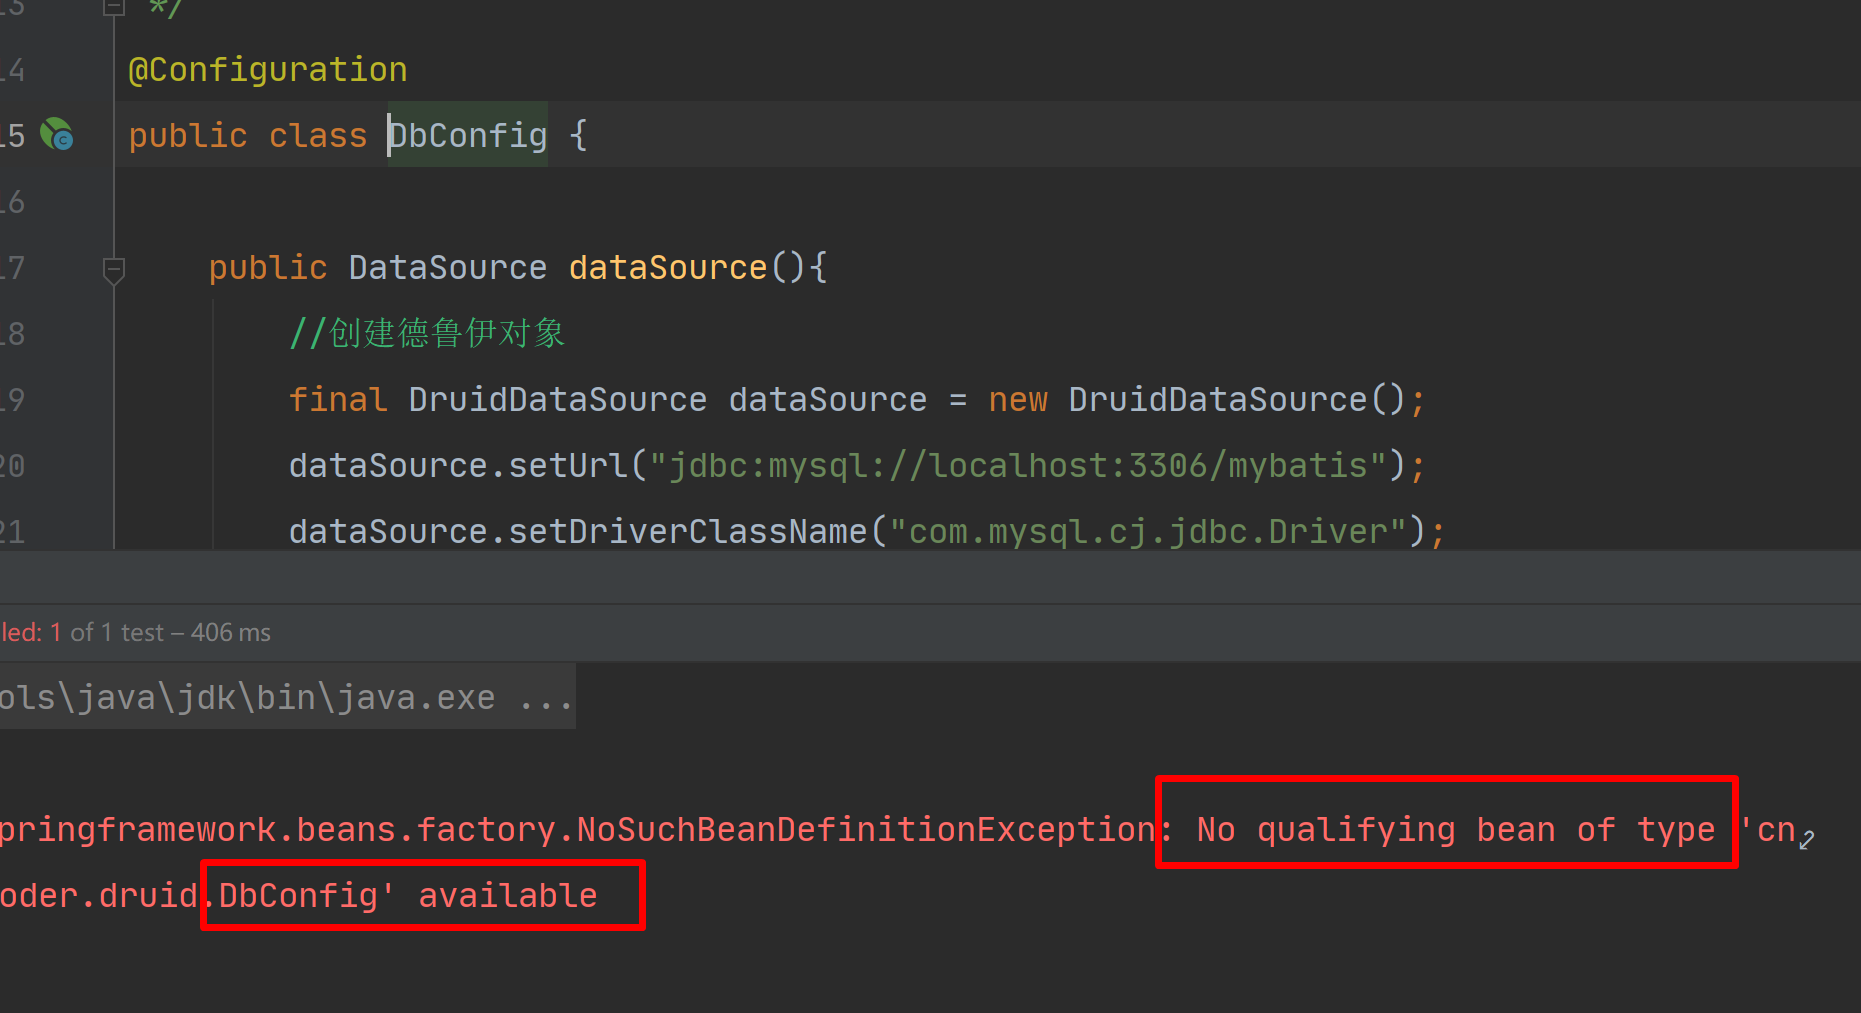 13 */
14 @Configuration
15 public class DbConfig {
16
17 public DataSource dataSource(){
18 //创建德鲁伊对象
19 final DruidDataSource dataSource = new DruidDataSource();
20 dataSource.setUrl("jdbc:mysql://localhost:3306/mybatis");
21 dataSource.setDriverClassName("com.mysql.cj.jdbc.Driver");
led: 1 of 1 test – 406 ms
ols\java\jdk\bin\java.exe ...
pringframework.beans.factory.NoSuchBeanDefinitionException: No qualifying bean of type 'cn
oder.druid.DbConfig' available